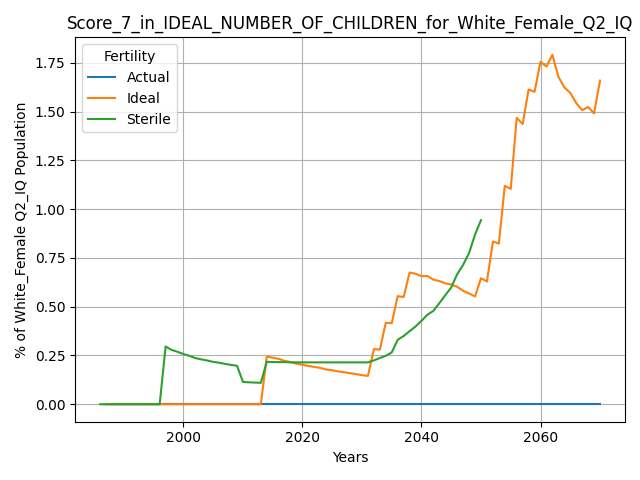 Score_7_in_IDEAL_NUMBER_OF_CHILDREN_for_White_Female_Q2_IQ
Fertility
Actual
Ideal
Sterile
% of White_Female Q2_IQ Population
1.75
1.50
1.25
1.00
0.75
0.50
0.25
0.00
2000 2020 2040 2060
Years